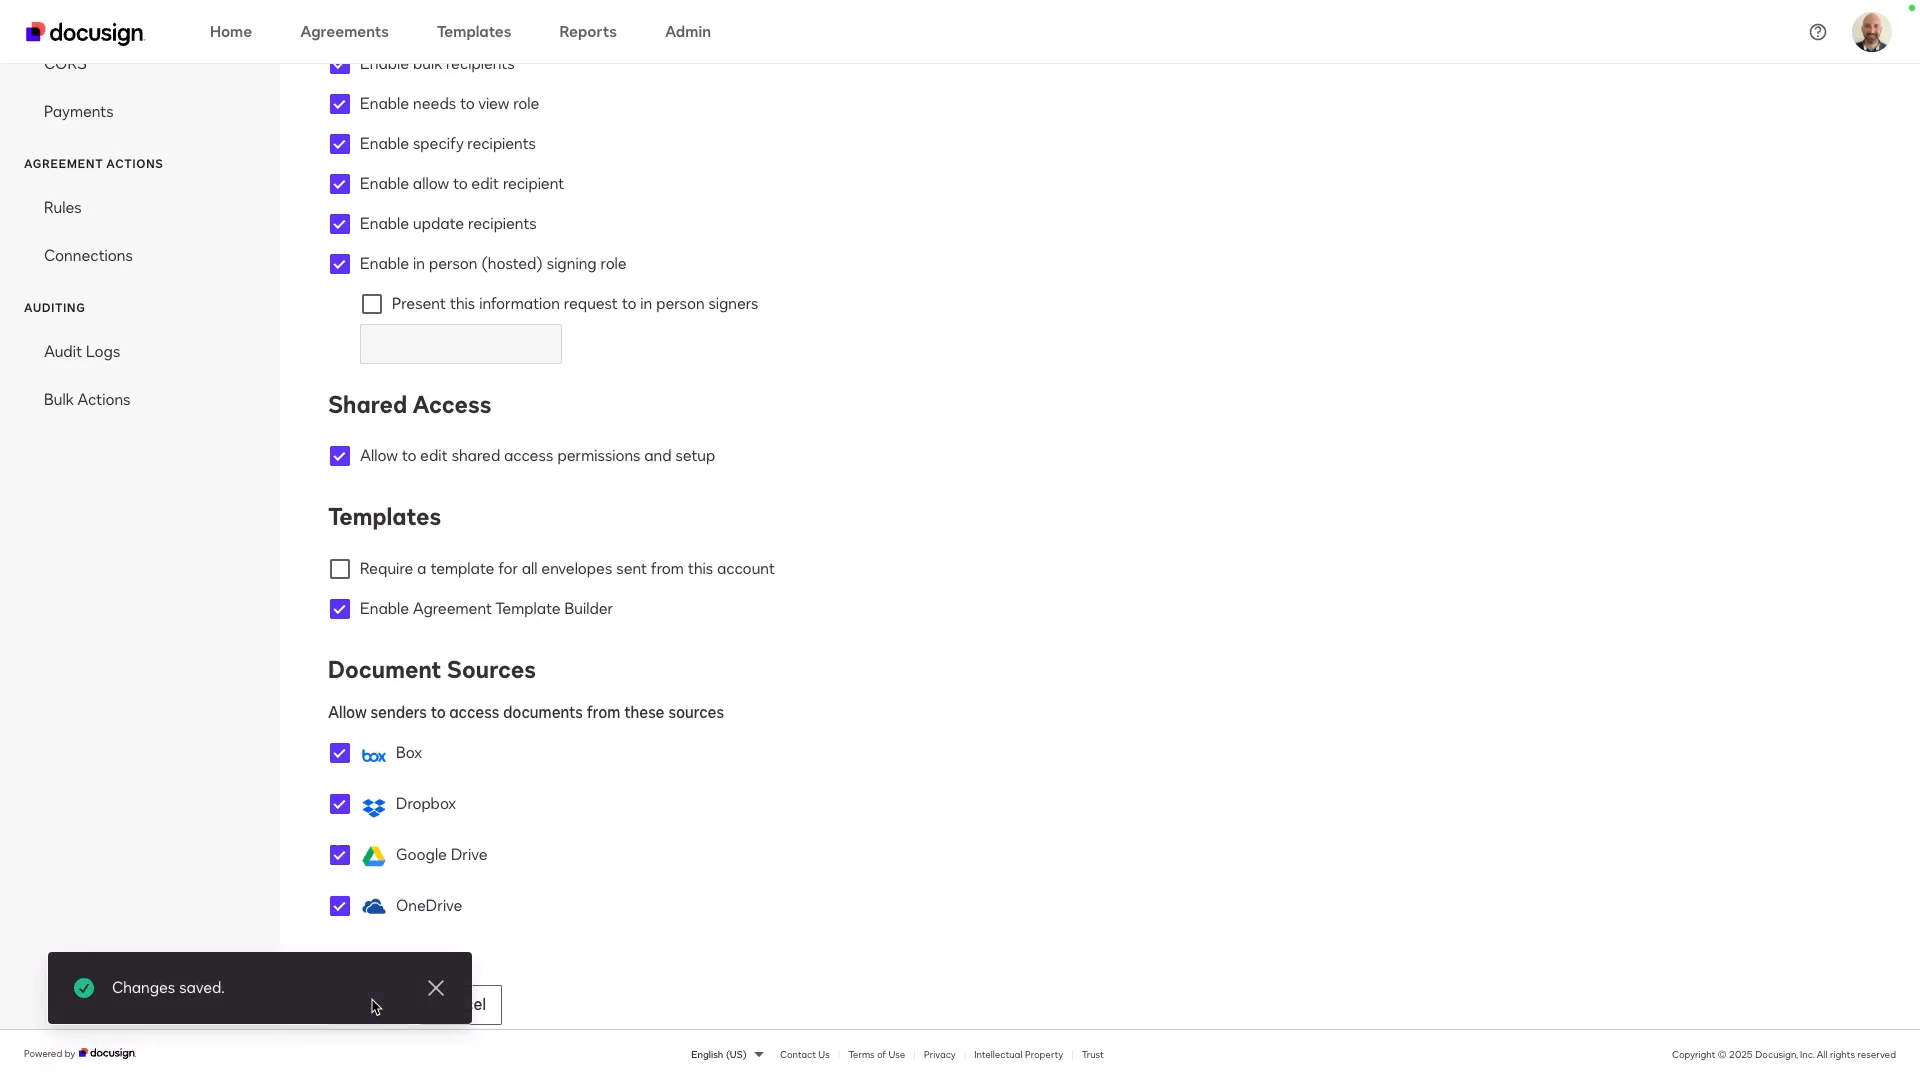 docusign
Home
Agreements
Templates
Reports
Admin
CORS
Payments
AGREEMENT ACTIONS
Rules
Connections
AUDITING
Audit Logs
Bulk Actions
Enable bulk recipients
Enable needs to view role
Enable specify recipients
Enable allow to edit recipient
Enable update recipients
Enable in person (hosted) signing role
Present this information request to in person signers
Shared Access
Allow to edit shared access permissions and setup
Templates
Require a template for all envelopes sent from this account
Enable Agreement Template Builder
Document Sources
Allow senders to access documents from these sources
box Box
Dropbox
Google Drive
OneDrive
Changes saved.
el
Powered by docusign
English (US)
Contact Us
Terms of Use
Privacy
Intellectual Property
Trust
Copyright © 2025 Docusign, Inc. All rights reserved